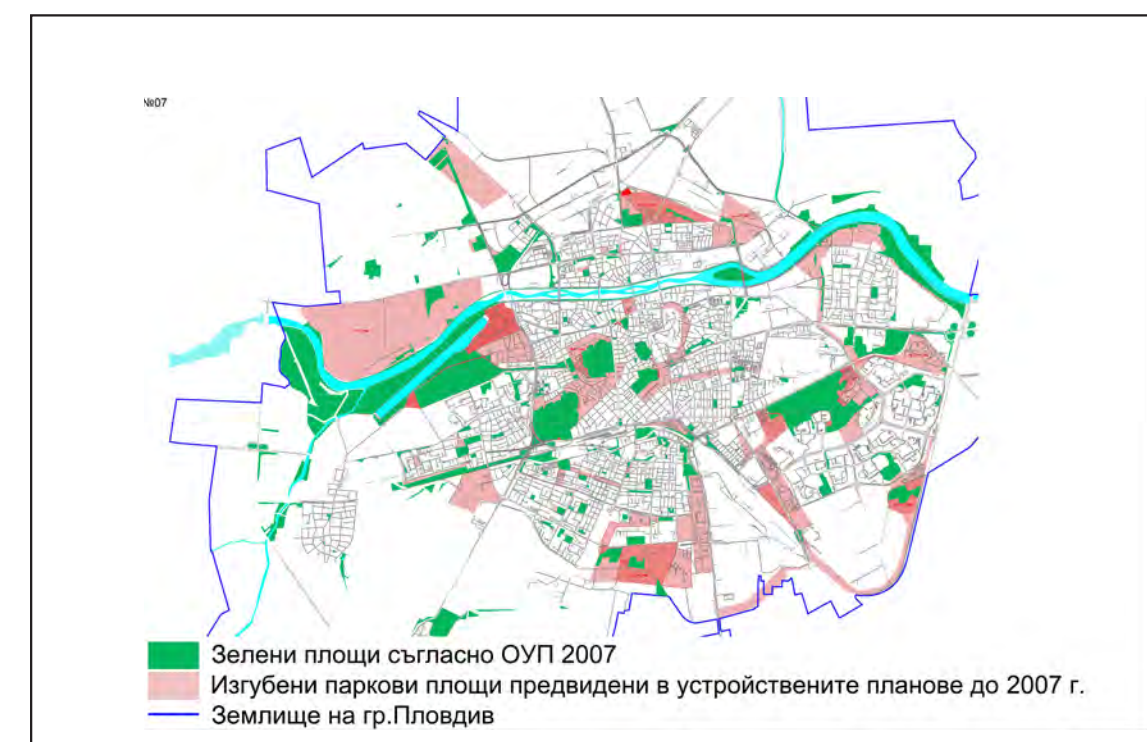 №07
Зелени площи съгласно ОУП 2007
Изгубени паркови площи предвидени в устройствените планове до 2007 г.
Землище на гр.Пловдив